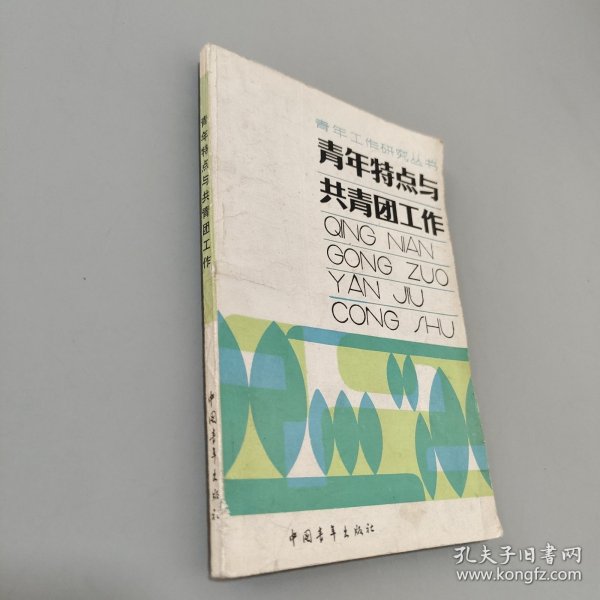 青年工作研究丛书
青年特点与
共青团工作
QING NIAN
GONG ZUO
YAN JIU
CONG SHU
中国青年出版社
青年特点与共青团工作
中国青年出版社
孔夫子旧书网
www.kongfz.com